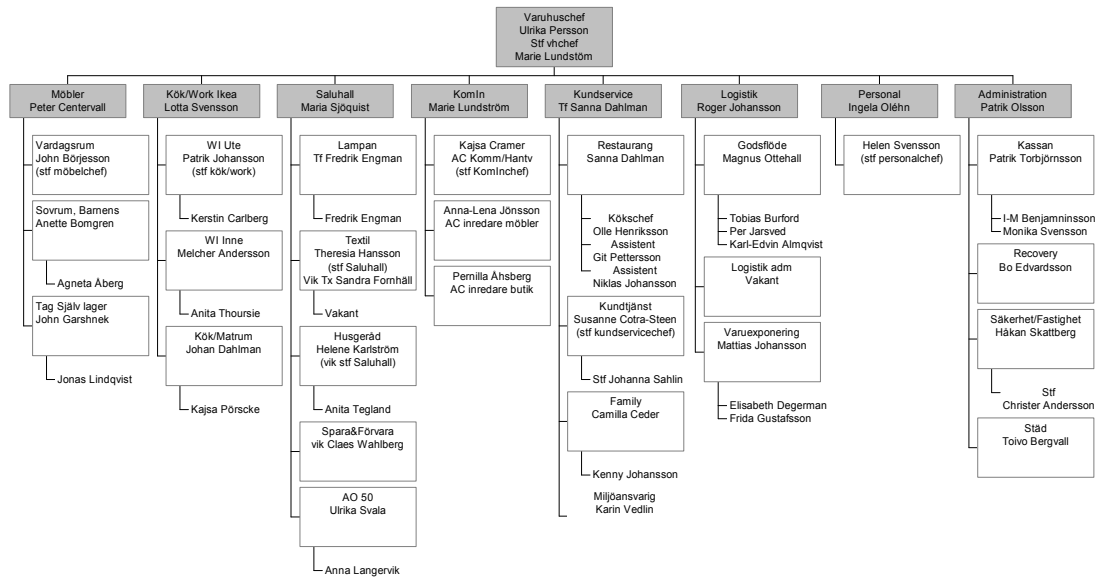 Varuhuschef
Ulrika Persson
Stf vhchef
Marie Lundstöm
Möbler
Peter Centervall
Vardagsrum
John Börjesson
(stf möbelchef)
Sovrum, Barnens
Anette Bomgren
Agneta Åberg
Tag Själv lager
John Garshnek
Jonas Lindqvist
Kök/Work Ikea
Lotta Svensson
WI Ute
Patrik Johansson
(stf kök/work)
Kerstin Carlberg
WI Inne
Melcher Andersson
Anita Thoursie
Kök/Matrum
Johan Dahlman
Kajsa Pörscke
Saluhall
Maria Sjöquist
Lampan
Tf Fredrik Engman
Fredrik Engman
Textil
Theresia Hansson
(stf Saluhall)
Vik Tx Sandra Fornhäll
Vakant
Husgeråd
Helene Karlström
(vik stf Saluhall)
Anita Tegland
Spara&Förvara
vik Claes Wahlberg
AO 50
Ulrika Svala
Anna Langervik
KomIn
Marie Lundström
Kajsa Cramer
AC Komm/Hantv
(stf KomInchef)
Anna-Lena Jönsson
AC inredare möbler
Pernilla Åhsberg
AC inredare butik
Kundservice
Tf Sanna Dahlman
Restaurang
Sanna Dahlman
Kökschef
Olle Henriksson
Assistent
Git Pettersson
Assistent
Niklas Johansson
Kundtjänst
Susanne Cotra-Steen
(stf kundservicechef)
Stf Johanna Sahlin
Family
Camilla Ceder
Kenny Johansson
Miljöansvarig
Karin Vedlin
Logistik
Roger Johansson
Godsflöde
Magnus Ottehall
Tobias Burford
Per Jarsved
Karl-Edvin Almqvist
Logistik adm
Vakant
Varuexponering
Mattias Johansson
Elisabeth Degerman
Frida Gustafsson
Personal
Ingela Oléhn
Helen Svensson
(stf personalchef)
Administration
Patrik Olsson
Kassan
Patrik Torbjörnsson
I-M Benjamninsson
Monika Svensson
Recovery
Bo Edvardsson
Säkerhet/Fastighet
Håkan Skattberg
Stf
Christer Andersson
Städ
Toivo Bergvall